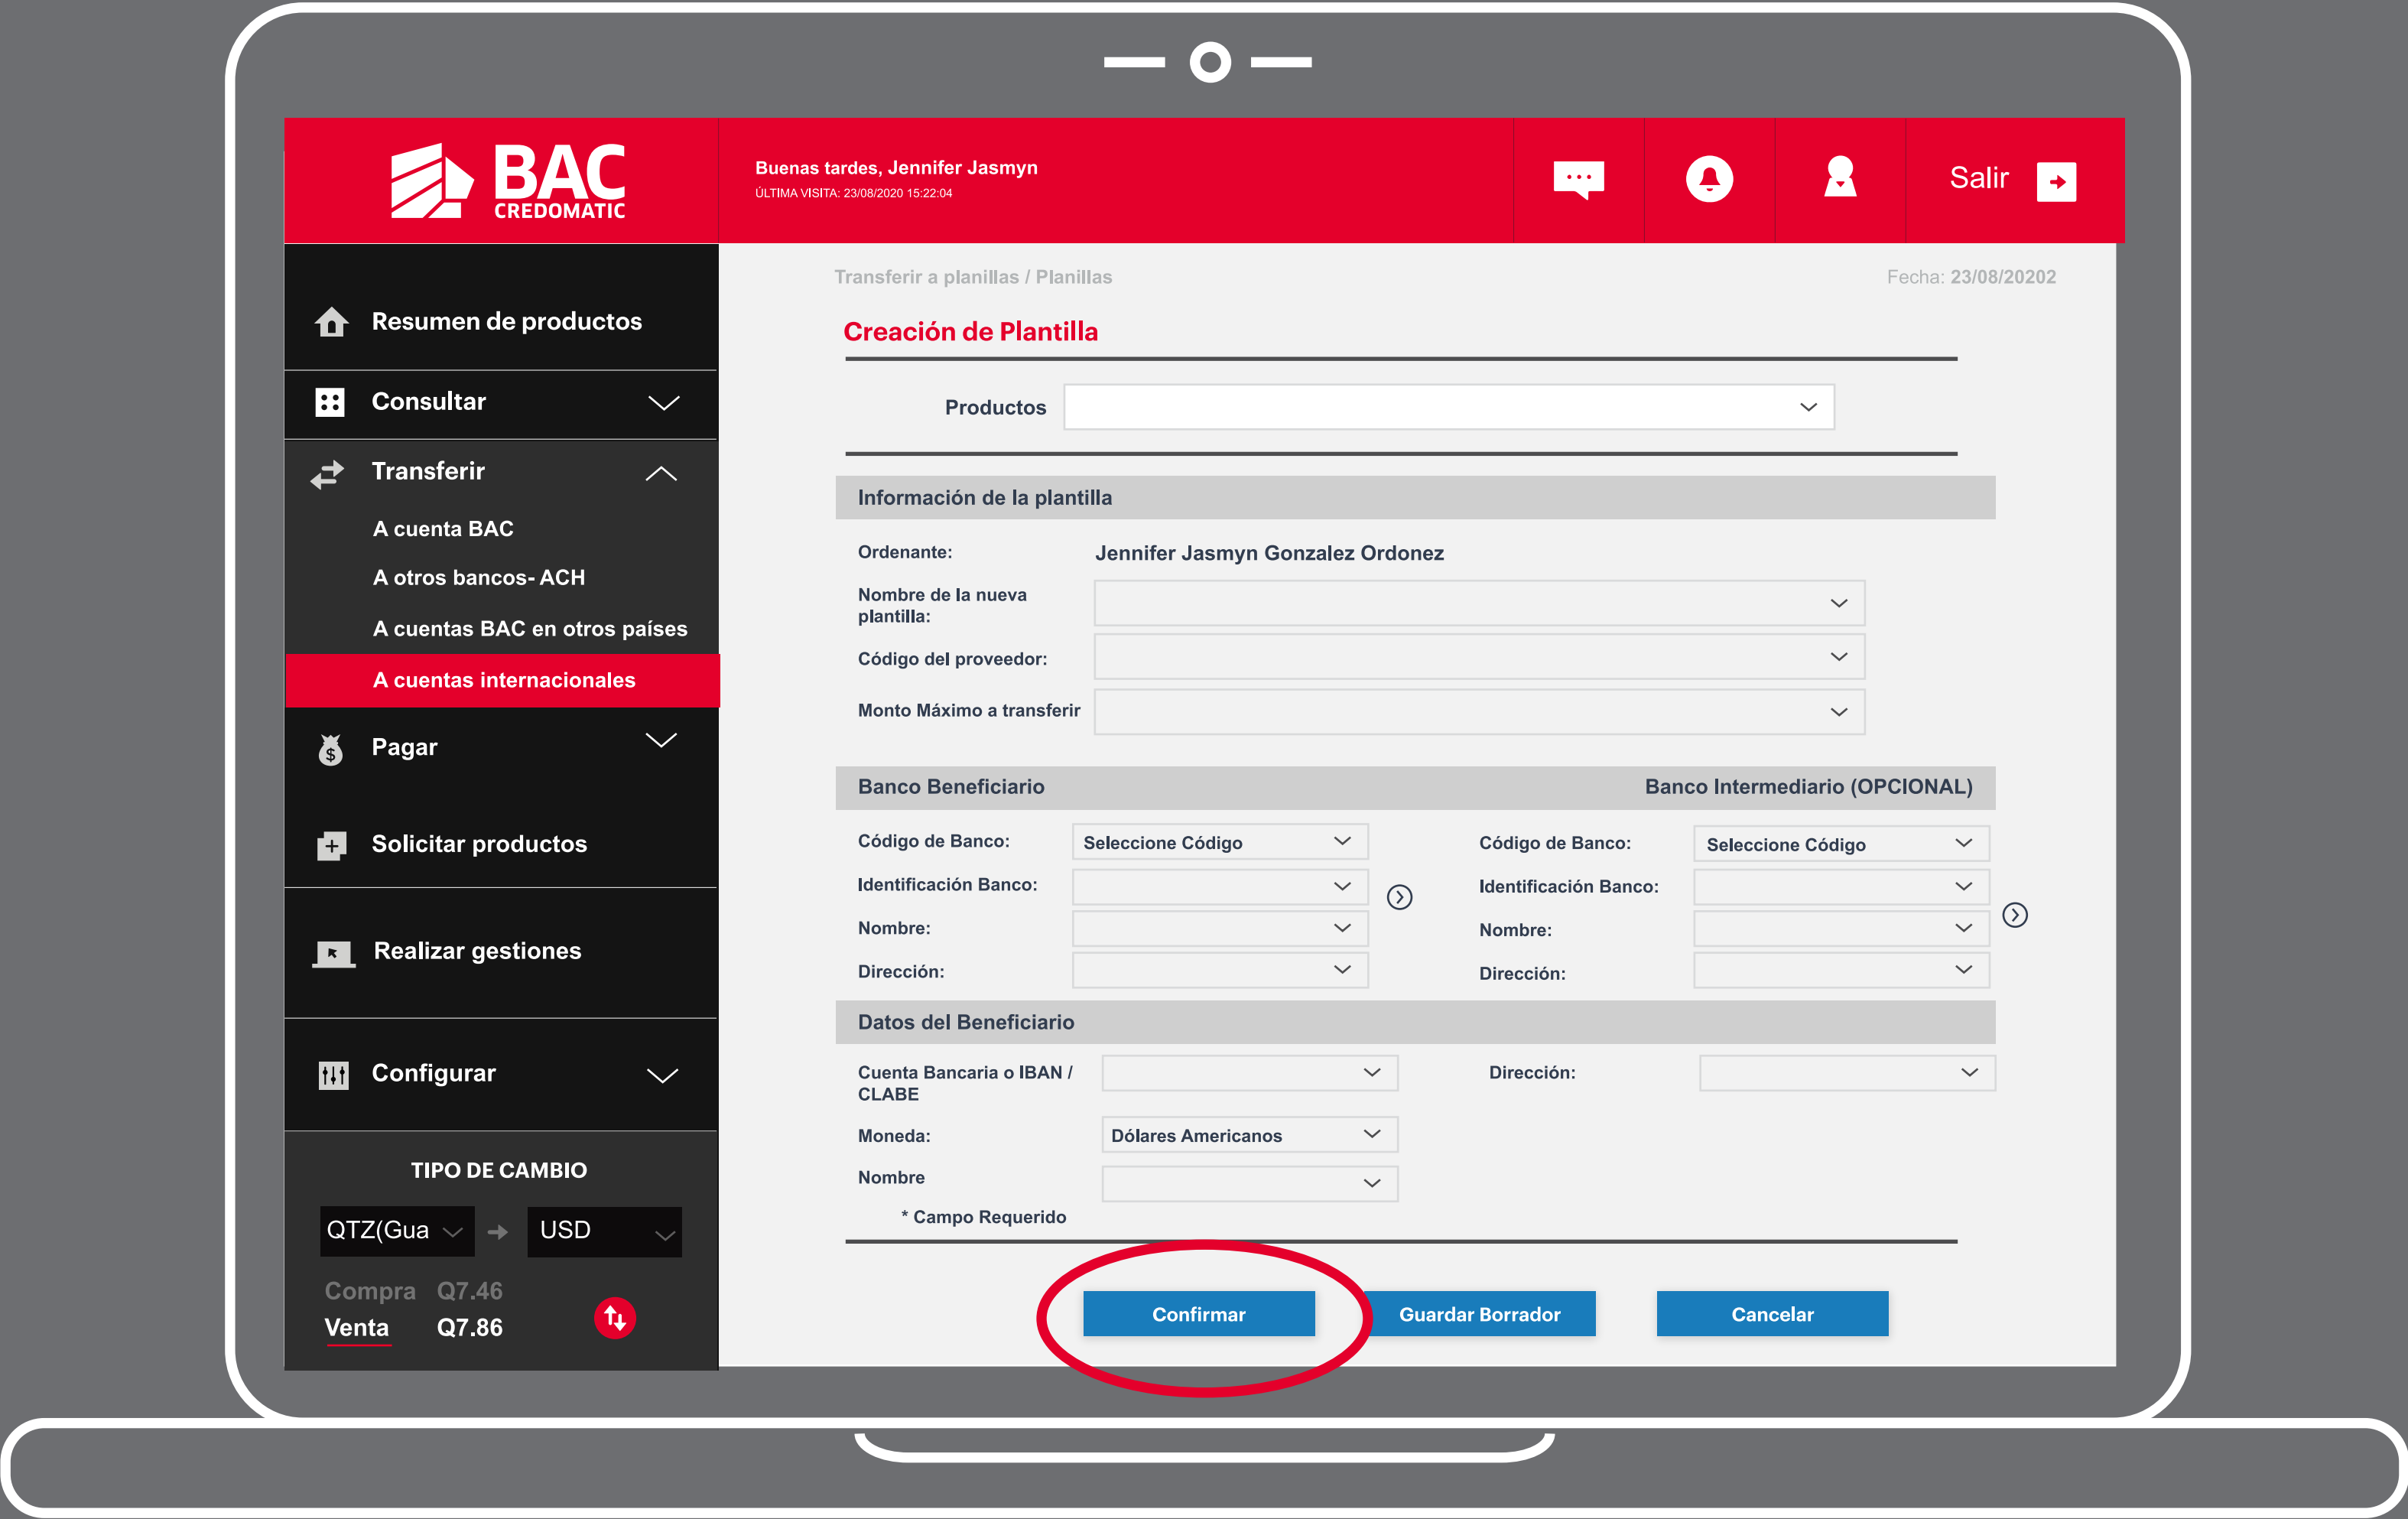 BAC
CREDOMATIC
Buenas tardes, Jennifer Jasmyn
ÚLTIMA VISITA: 23/08/2020 15:22:04
Salir
Resumen de productos
Consultar
Transferir
A cuenta BAC
A otros bancos- ACH
A cuentas BAC en otros países
A cuentas internacionales
Pagar
Solicitar productos
Realizar gestiones
Configurar
TIPO DE CAMBIO
QTZ(Gua USD
Compra Q7.46
Venta Q7.86
Transferir a planillas / Planillas
Fecha: 23/08/20202
Creación de Plantilla
Productos
Información de la plantilla
Ordenante: Jennifer Jasmyn Gonzalez Ordonez
Nombre de la nueva
plantilla:
Código del proveedor:
Monto Máximo a transferir
Banco Beneficiario Banco Intermediario (OPCIONAL)
Código de Banco: Seleccione Código Código de Banco: Seleccione Código
Identificación Banco: Identificación Banco:
Nombre: Nombre:
Dirección: Dirección:
Datos del Beneficiario
Cuenta Bancaria o IBAN / Dirección:
CLABE
Moneda: Dólares Americanos
Nombre
* Campo Requerido
Confirmar Guardar Borrador Cancelar